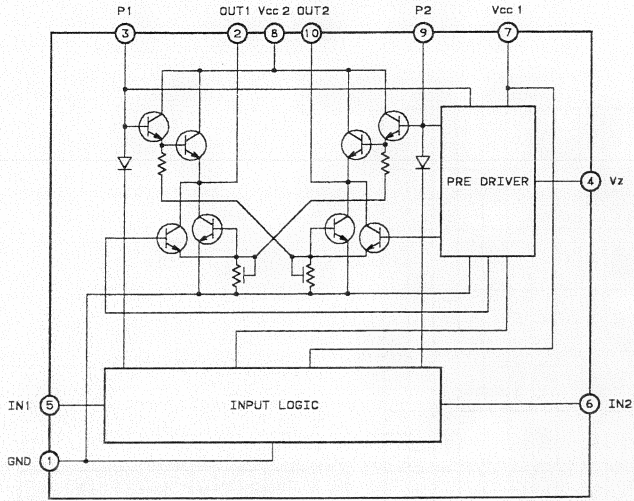 P1 OUT1 Vcc 2 OUT2 P2 Vcc 1
3 2 8 10 9 7
PRE DRIVER 4 Vz
IN1 5 INPUT LOGIC 6 IN2
GND 1